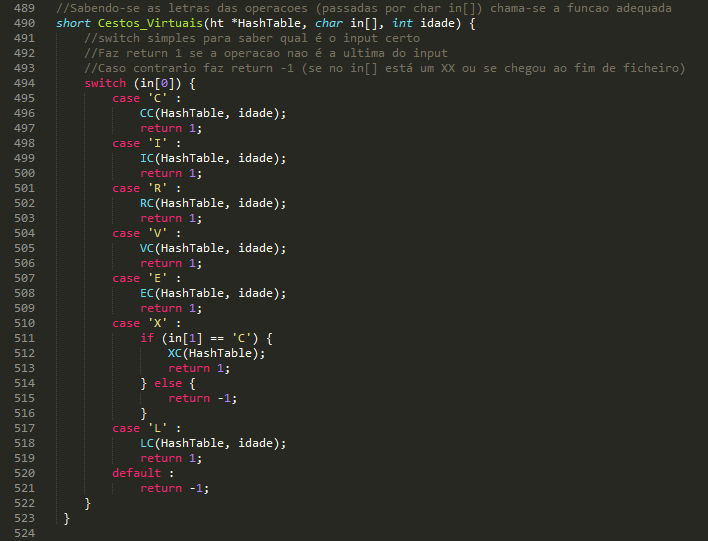 489 //Sabendo-se as letras das operacoes (passadas por char in[]) chama-se a funcao adequada
490 short Cestos_Virtuais(ht *HashTable, char in[], int idade) {
491 //switch simples para saber qual é o input certo
492 //Faz return 1 se a operacao nao é a ultima do input
493 //Caso contrario faz return -1 (se no in[] está um XX ou se chegou ao fim de ficheiro)
494 switch (in[0]) {
495 case 'C' :
496 CC(HashTable, idade);
497 return 1;
498 case 'I' :
499 IC(HashTable, idade);
500 return 1;
501 case 'R' :
502 RC(HashTable, idade);
503 return 1;
504 case 'V' :
505 VC(HashTable, idade);
506 return 1;
507 case 'E' :
508 EC(HashTable, idade);
509 return 1;
510 case 'X' :
511 if (in[1] == 'C') {
512 XC(HashTable);
513 return 1;
514 } else {
515 return -1;
516 }
517 case 'L' :
518 LC(HashTable, idade);
519 return 1;
520 default :
521 return -1;
522 }
523 }
524